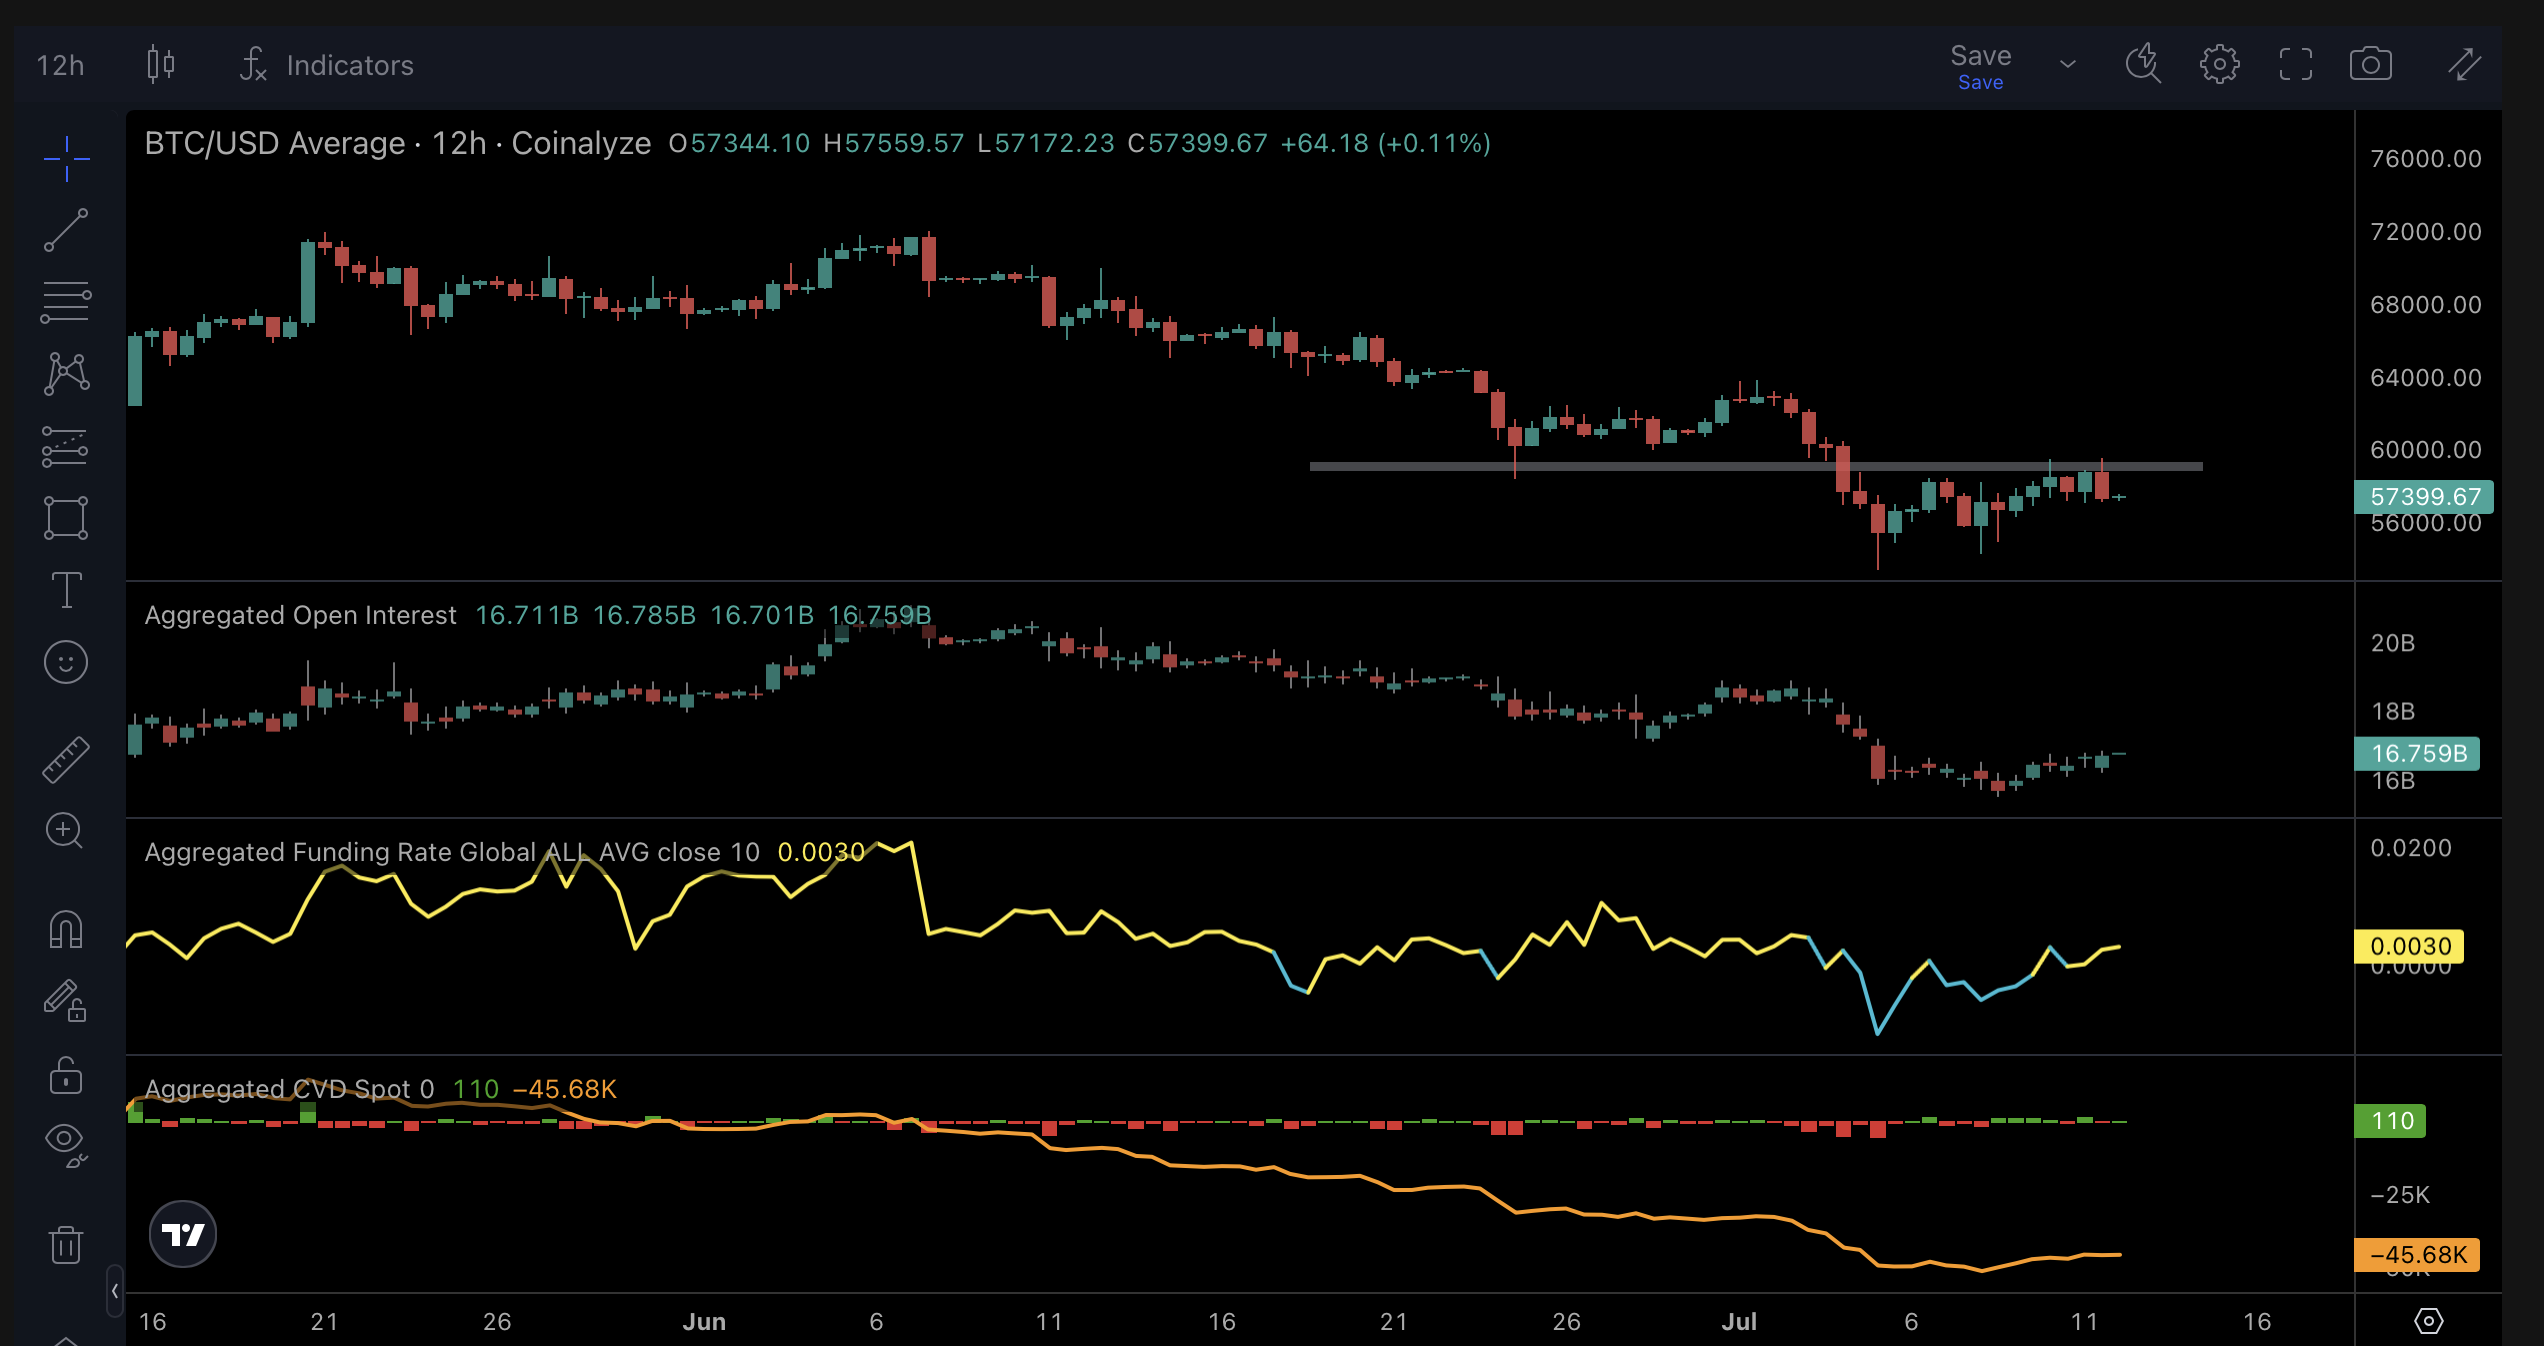 12h Indicators Save
Save
BTC/USD Average · 12h · Coinalyze O57344.10 H57559.57 L57172.23 C57399.67 +64.18 (+0.11%)
76000.00
72000.00
68000.00
64000.00
60000.00
57399.67
56000.00
Aggregated Open Interest 16.711B 16.785B 16.701B 16.759B
20B
18B
16.759B
16B
Aggregated Funding Rate Global ALL AVG close 10 0.0030
0.0200
0.0030
0.0000
Aggregated CVD Spot 0 110 −45.68K
110
−25K
−45.68K
16 21 26 Jun 6 11 16 21 26 Jul 6 11 16